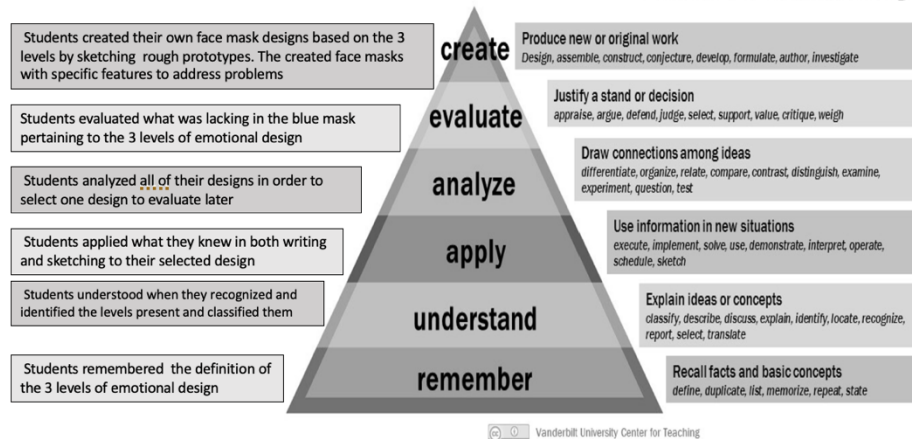 Students created their own face mask designs based on the 3
levels by sketching rough prototypes. The created face masks
with specific features to address problems
create
Produce new or original work
Design, assemble, construct, conjecture, develop, formulate, author, investigate
Students evaluated what was lacking in the blue mask
pertaining to the 3 levels of emotional design
evaluate
Justify a stand or decision
appraise, argue, defend, judge, select, support, value, critique, weigh
Students analyzed all of their designs in order to
select one design to evaluate later
analyze
Draw connections among ideas
differentiate, organize, relate, compare, contrast, distinguish, examine,
experiment, question, test
Students applied what they knew in both writing
and sketching to their selected design
apply
Use information in new situations
execute, implement, solve, use, demonstrate, interpret, operate,
schedule, sketch
Students understood when they recognized and
identified the levels present and classified them
understand
Explain ideas or concepts
classify, describe, discuss, explain, identify, locate, recognize,
report, select, translate
Students remembered the definition of
the 3 levels of emotional design
remember
Recall facts and basic concepts
define, duplicate, list, memorize, repeat, state
cc
Vanderbilt University Center for Teaching